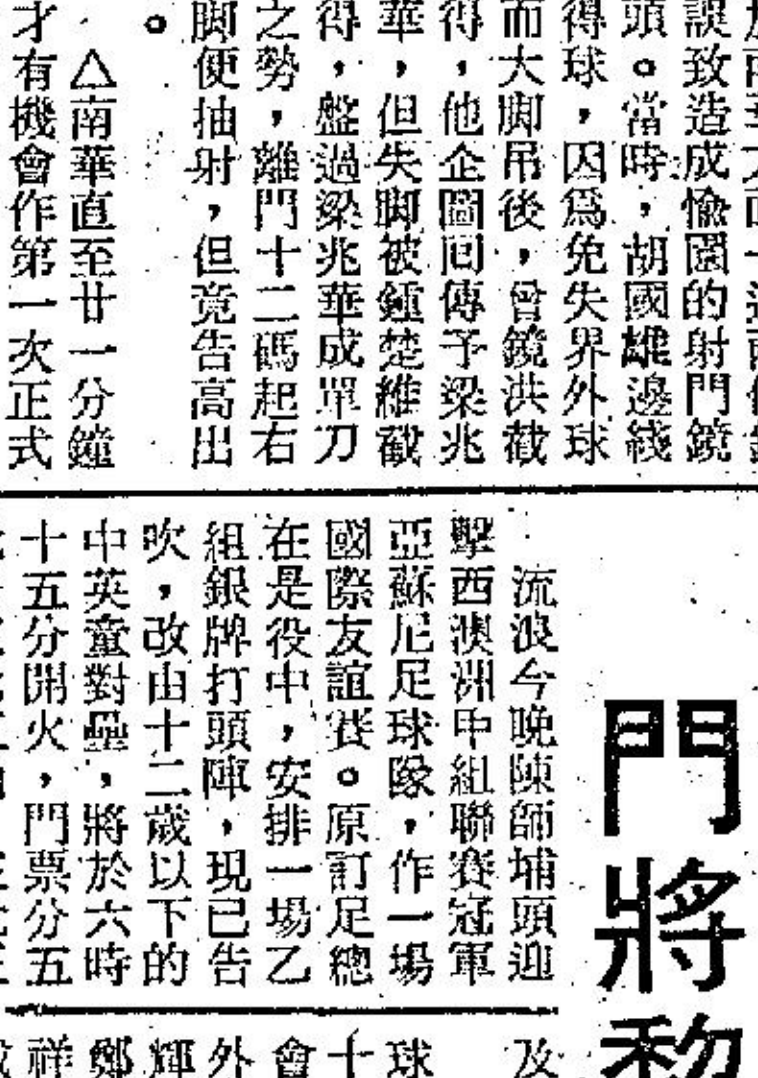 誤致造成愉園的射門鏡
頭。當時，胡國雄邊綫
得球，因爲免失界外球
而大脚吊後，曾鏡洪截
得，他企圖回傳予梁兆
華，但失脚被鍾楚維截
得，盤過梁兆華成單刀
之勢，離門十二碼起右
脚便抽射，但竟告高出
。
△南華直至廿一分鐘
才有機會作第一次正式
門將
流浪今晚陳師埔頭迎
擊西澳洲甲組聯賽冠軍
亞蘇尼足球隊，作一場
國際友誼賽。原訂足總
在是役中，安排一場乙
組銀牌打頭陣，現已告
吹，改由十二歲以下的
中英童對壘，將於六時
十五分開火，門票分五
及
球
十
會
外
輝
鄭
祥